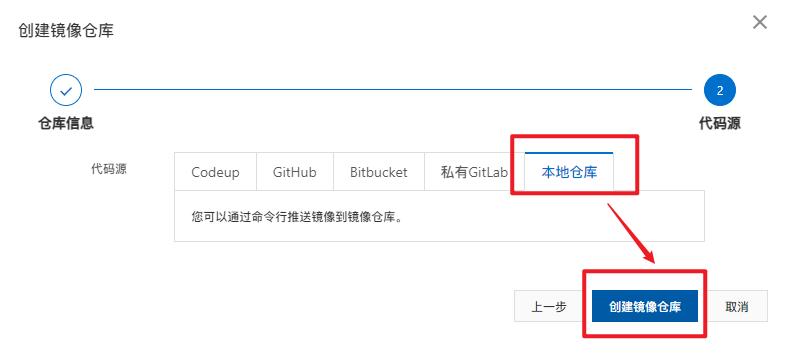 创建镜像仓库
2
仓库信息
代码源
代码源
Codeup
GitHub
Bitbucket
私有GitLab
本地仓库
您可以通过命令行推送镜像到镜像仓库。
上一步
创建镜像仓库
取消